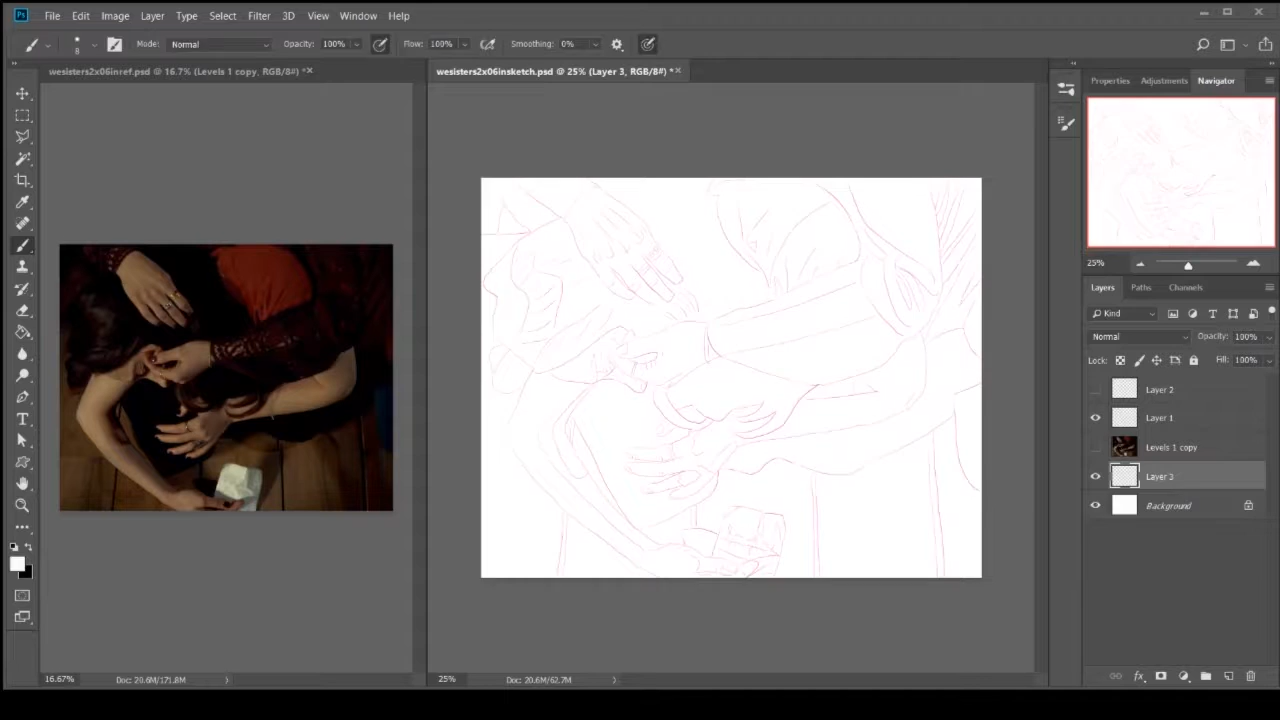 Ps File Edit Image Layer Type Select Filter 3D View Window Help
8 Mode: Normal Opacity: 100% Flow: 100% Smoothing: 0%
wesisters2x06inref.psd @ 16.7% (Levels 1 copy, RGB/8#) *
wesisters2x06insketch.psd @ 25% (Layer 3, RGB/8#) *
Properties Adjustments Navigator
25%
Layers Paths Channels
Kind
Normal Opacity: 100%
Lock: Fill: 100%
Layer 2
Layer 1
Levels 1 copy
Layer 3
Background
fx
16.67% Doc: 20.6M/171.8M
25% Doc: 20.6M/62.7M